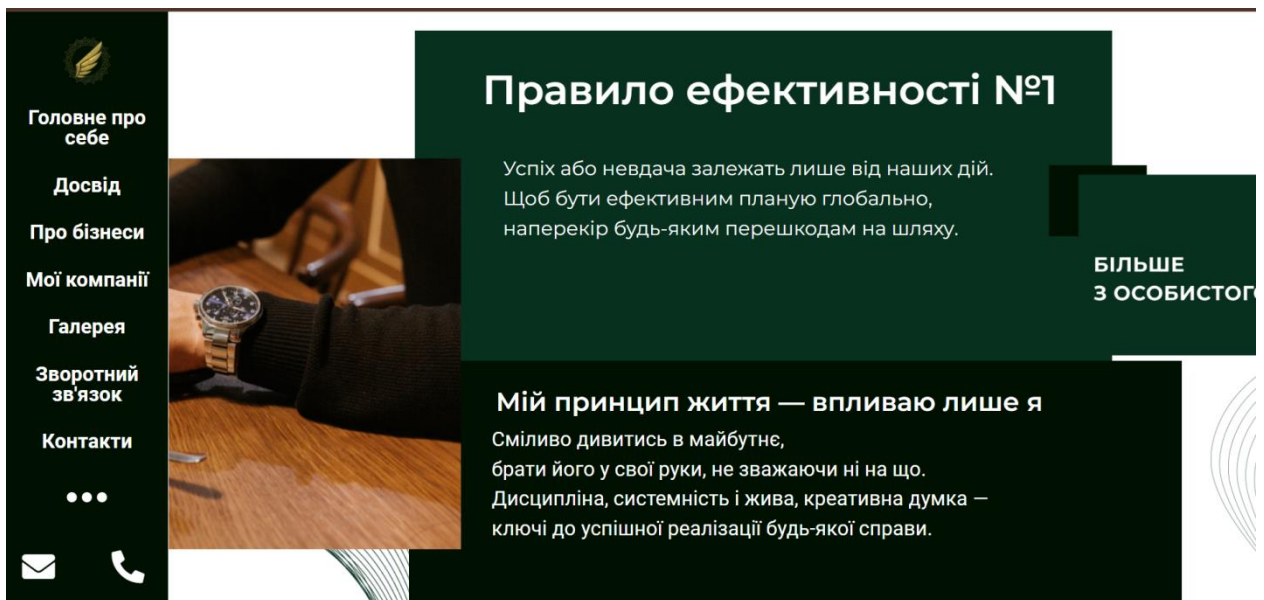 Головне про
себе
Досвід
Про бізнеси
Мої компанії
Галерея
Зворотний
зв'язок
Контакти
Правило ефективності №1
Успіх або невдача залежать лише від наших дій.
Щоб бути ефективним планую глобально,
наперекір будь-яким перешкодам на шляху.
БІЛЬШЕ
З ОСОБИСТОГО
Мій принцип життя — впливаю лише я
Сміливо дивитись в майбутнє,
брати його у свої руки, не зважаючи ні на що.
Дисципліна, системність і жива, креативна думка —
ключі до успішної реалізації будь-якої справи.